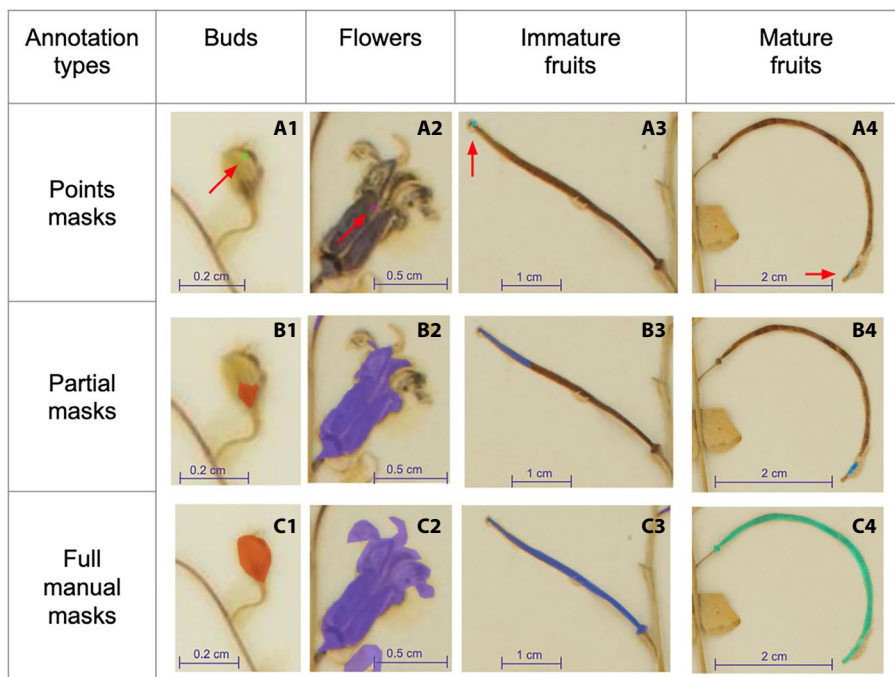 Annotation
types
Buds
Flowers
Immature
fruits
Mature
fruits
Points
masks
A1
0.2 cm
A2
0.5 cm
A3
1 cm
A4
2 cm
Partial
masks
B1
0.2 cm
B2
0.5 cm
B3
1 cm
B4
2 cm
Full
manual
masks
C1
0.2 cm
C2
0.5 cm
C3
1 cm
C4
2 cm